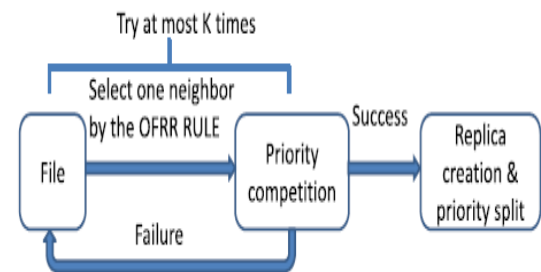 Try at most K times
Select one neighbor
by the OFRR RULE
File
Priority
competition
Success
Replica
creation &
priority split
Failure